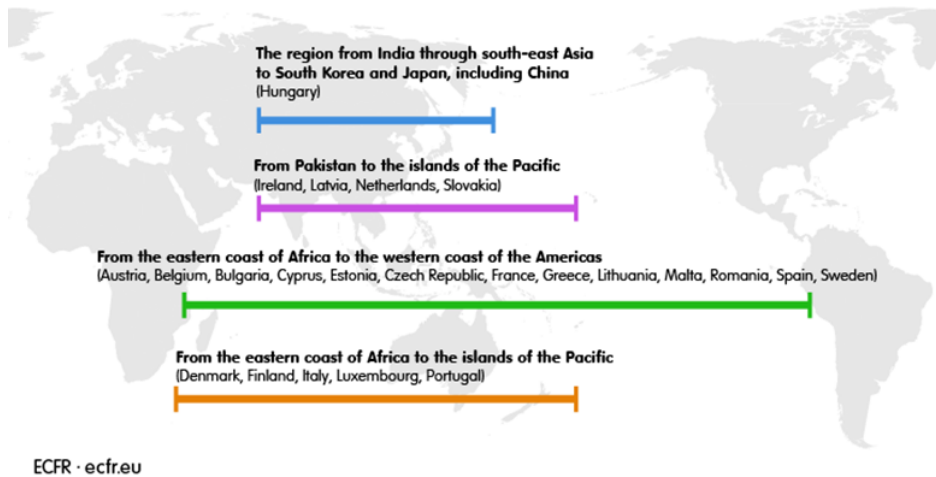 The region from India through south-east Asia
to South Korea and Japan, including China
(Hungary)
From Pakistan to the islands of the Pacific
(Ireland, Latvia, Netherlands, Slovakia)
From the eastern coast of Africa to the western coast of the Americas
(Austria, Belgium, Bulgaria, Cyprus, Estonia, Czech Republic, France, Greece, Lithuania, Malta, Romania, Spain, Sweden)
From the eastern coast of Africa to the islands of the Pacific
(Denmark, Finland, Italy, Luxembourg, Portugal)
ECFR · ecfr.eu